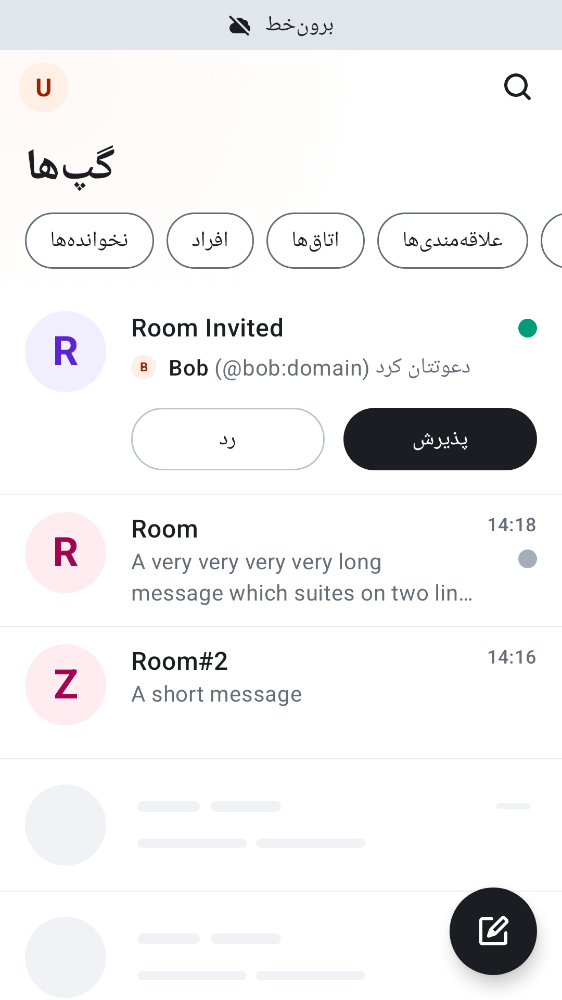 برون‌خط
U
گپ‌ها
نخوانده‌ها
افراد
اتاق‌ها
علاقه‌مندی‌ها
R
Room Invited
B
Bob (@bob:domain) دعوتتان کرد
رد
پذیرش
R
Room
14:18
A very very very very long
message which suites on two lin…
Z
Room#2
14:16
A short message